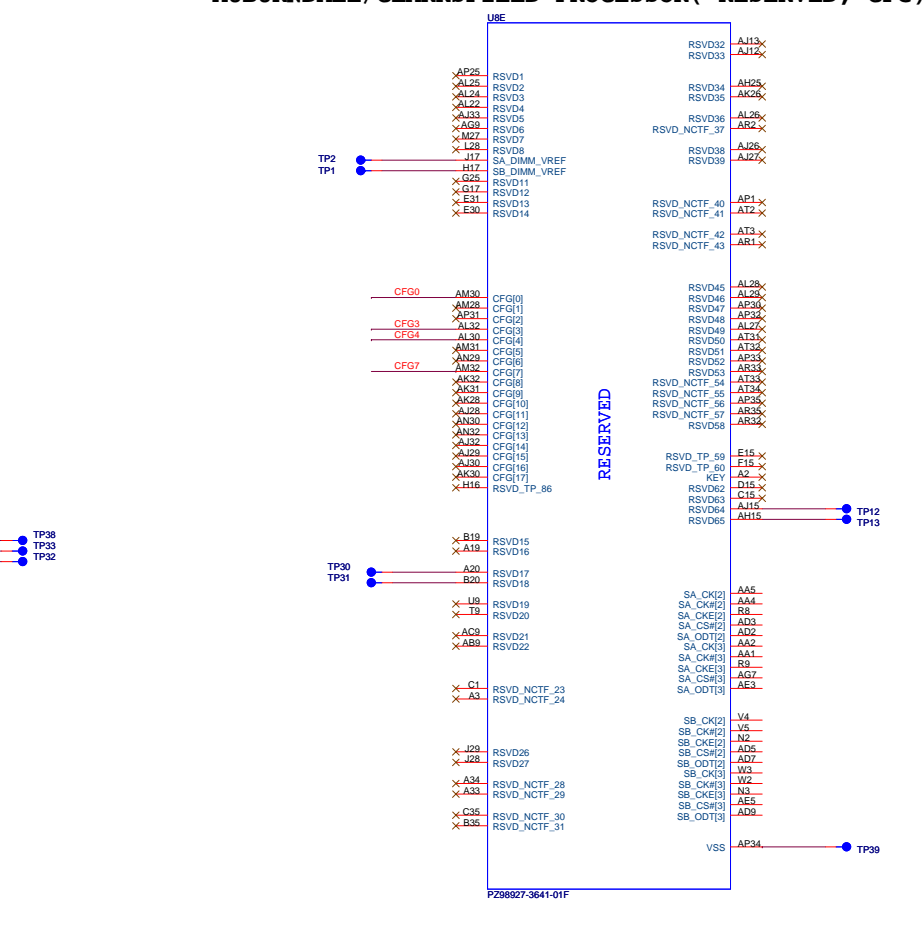 U8E
RSVD32 AJ13
RSVD33 AJ12
AP25 RSVD1
AL25 RSVD2
AL24 RSVD3
AL22 RSVD4
AJ33 RSVD5
AG9 RSVD6
M27 RSVD7
L28 RSVD8
TP2 J17 SA_DIMM_VREF
TP1 H17 SB_DIMM_VREF
G25 RSVD11
G17 RSVD12
E31 RSVD13
E30 RSVD14
RSVD34 AH25
RSVD35 AK26
RSVD36 AL26
RSVD_NCTF_37 AR2
RSVD38 AJ26
RSVD39 AJ27
RSVD_NCTF_40 AP1
RSVD_NCTF_41 AT2
RSVD_NCTF_42 AT3
RSVD_NCTF_43 AR1
CFG0 AM30 CFG[0]
AM28 CFG[1]
AP31 CFG[2]
CFG3 AL32 CFG[3]
CFG4 AL30 CFG[4]
AM31 CFG[5]
AN29 CFG[6]
CFG7 AM32 CFG[7]
AK32 CFG[8]
AK31 CFG[9]
AK28 CFG[10]
AJ28 CFG[11]
AN30 CFG[12]
AN32 CFG[13]
AJ32 CFG[14]
AJ29 CFG[15]
AJ30 CFG[16]
AK30 CFG[17]
H16 RSVD_TP_86
RSVD45 AL28
RSVD46 AL29
RSVD47 AP30
RSVD48 AP32
RSVD49 AL27
RSVD50 AT31
RSVD51 AT32
RSVD52 AP33
RSVD53 AR33
RSVD_NCTF_54 AT33
RSVD_NCTF_55 AT34
RSVD_NCTF_56 AP35
RSVD_NCTF_57 AR35
RSVD58 AR32
RESERVED
RSVD_TP_59 E15
RSVD_TP_60 F15
KEY A2
RSVD62 D15
RSVD63 C15
RSVD64 AJ15 TP12
RSVD65 AH15 TP13
TP38
TP33
TP32
B19 RSVD15
A19 RSVD16
TP30 A20 RSVD17
TP31 B20 RSVD18
U9 RSVD19
T9 RSVD20
AC9 RSVD21
AB9 RSVD22
C1 RSVD_NCTF_23
A3 RSVD_NCTF_24
J29 RSVD26
J28 RSVD27
A34 RSVD_NCTF_28
A33 RSVD_NCTF_29
C35 RSVD_NCTF_30
B35 RSVD_NCTF_31
SA_CK[2] AA5
SA_CK#[2] AA4
SA_CKE[2] R8
SA_CS#[2] AD3
SA_ODT[2] AD2
SA_CK[3] AA2
SA_CK#[3] AA1
SA_CKE[3] R9
SA_CS#[3] AG7
SA_ODT[3] AE3
SB_CK[2] V4
SB_CK#[2] V5
SB_CKE[2] N2
SB_CS#[2] AD5
SB_ODT[2] AD7
SB_CK[3] W3
SB_CK#[3] W2
SB_CKE[3] N3
SB_CS#[3] AE5
SB_ODT[3] AD9
VSS AP34 TP39
PZ98927-3641-01F